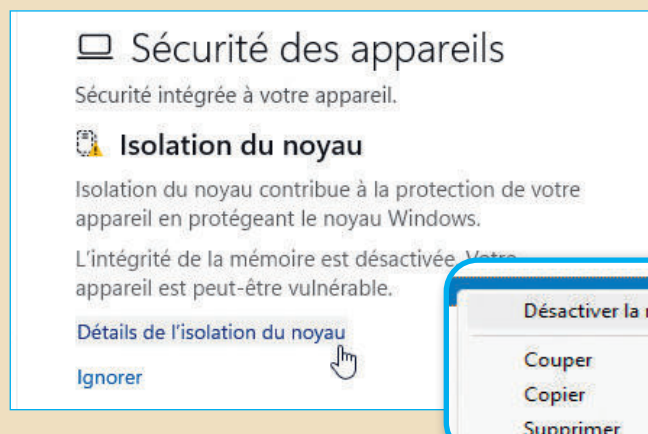 Sécurité des appareils
Sécurité intégrée à votre appareil.
Isolation du noyau
Isolation du noyau contribue à la protection de votre
appareil en protégeant le noyau Windows.
L'intégrité de la mémoire est désactivée. Votre
appareil est peut-être vulnérable.
Détails de l'isolation du noyau
Ignorer
Désactiver la
Couper
Copier
Supprimer